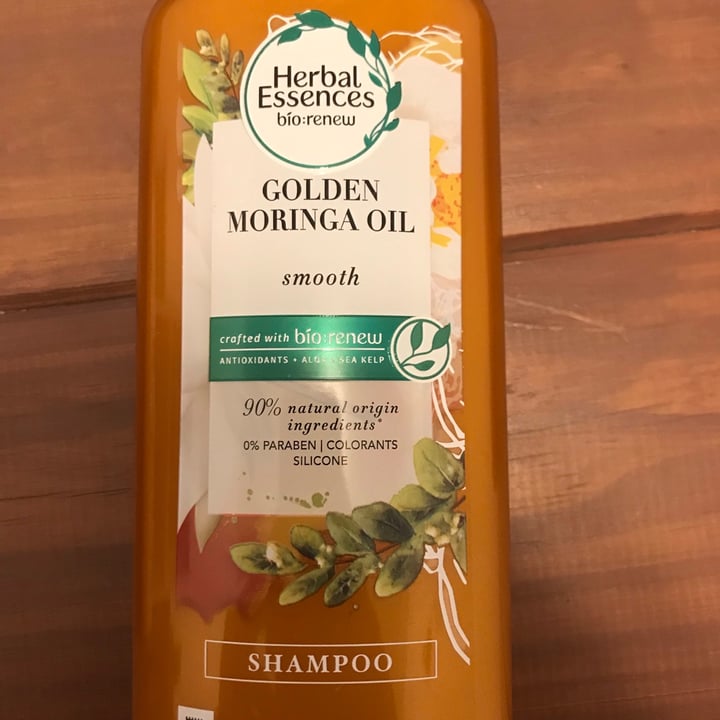 Herbal
Essences
bío:renew
GOLDEN
MORINGA OIL
smooth
crafted with bío:renew
ANTIOXIDANTS • ALOE • SEA KELP
90% natural origin
ingredients*
0% PARABEN | COLORANTS
SILICONE
SHAMPOO